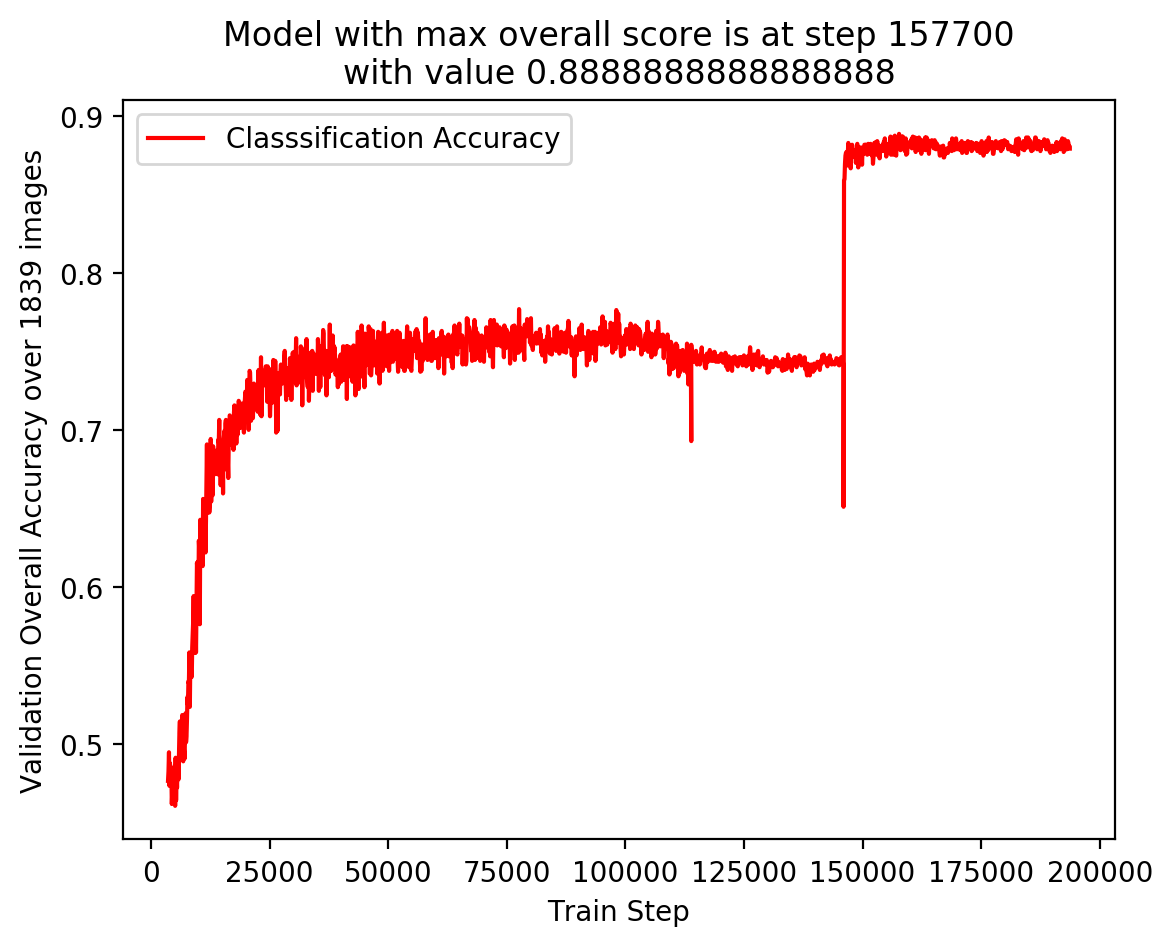 Model with max overall score is at step 157700
with value 0.8888888888888888
Classsification Accuracy
Validation Overall Accuracy over 1839 images
0.9
0.8
0.7
0.6
0.5
0 25000 50000 75000 100000 125000 150000 175000 200000
Train Step